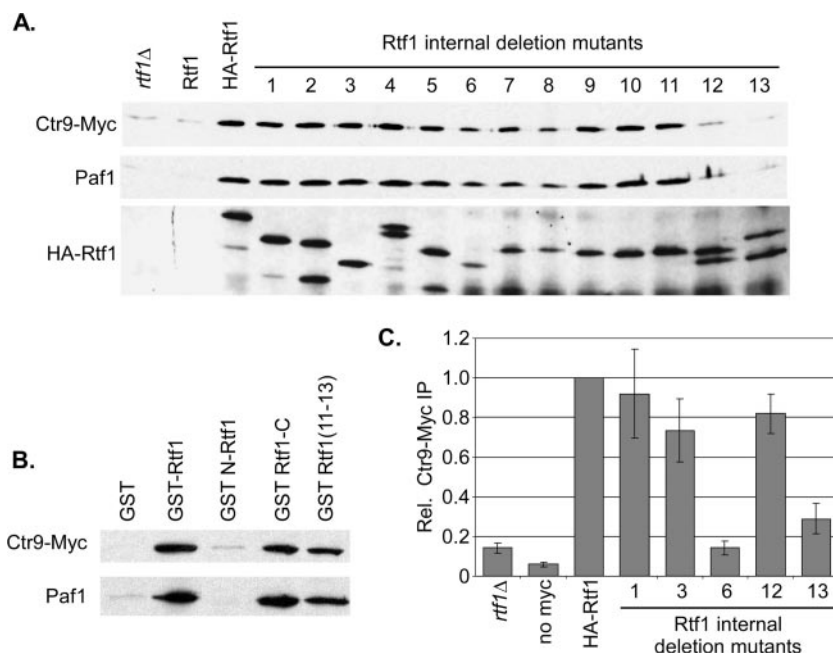 A.
Rtf1 internal deletion mutants
rtf1Δ Rtf1 HA-Rtf1 1 2 3 4 5 6 7 8 9 10 11 12 13
Ctr9-Myc
Paf1
HA-Rtf1
B.
GST GST-Rtf1 GST N-Rtf1 GST Rtf1-C GST Rtf1(11-13)
Ctr9-Myc
Paf1
C.
Rel. Ctr9-Myc IP
1.2
1.0
0.8
0.6
0.4
0.2
0
rtf1Δ no myc HA-Rtf1 1 3 6 12 13
Rtf1 internal
deletion mutants